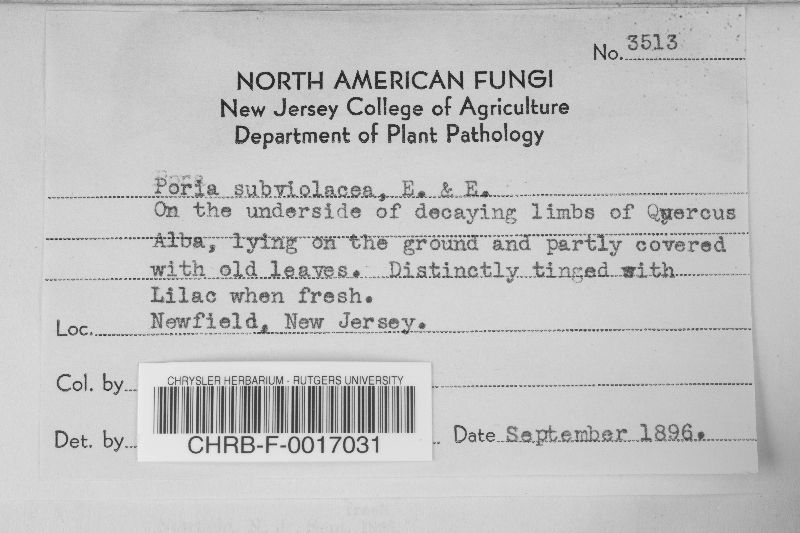 No. 3513
NORTH AMERICAN FUNGI
New Jersey College of Agriculture
Department of Plant Pathology
Poria subviolacea, E. & E.
On the underside of decaying limbs of Quercus
Alba, lying on the ground and partly covered
with old leaves. Distinctly tinged with
Lilac when fresh.
Loc. Newfield, New Jersey.
Col. by
CHRYSLER HERBARIUM - RUTGERS UNIVERSITY
CHRB-F-0017031
Det. by
Date September 1896.